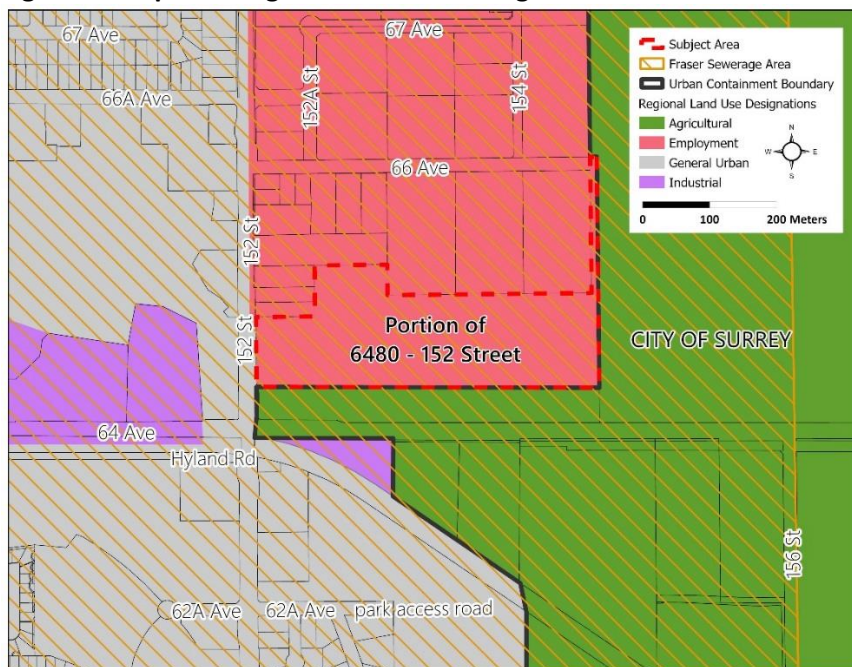 67 Ave
67 Ave
66A Ave
152A St
154 St
66 Ave
152 St
152 St
Portion of
6480 - 152 Street
CITY OF SURREY
64 Ave
Hyland Rd
62A Ave
62A Ave
park access road
156 St
Subject Area
Fraser Sewerage Area
Urban Containment Boundary
Regional Land Use Designations
Agricultural
Employment
General Urban
Industrial
N
W
E
S
0 100 200 Meters